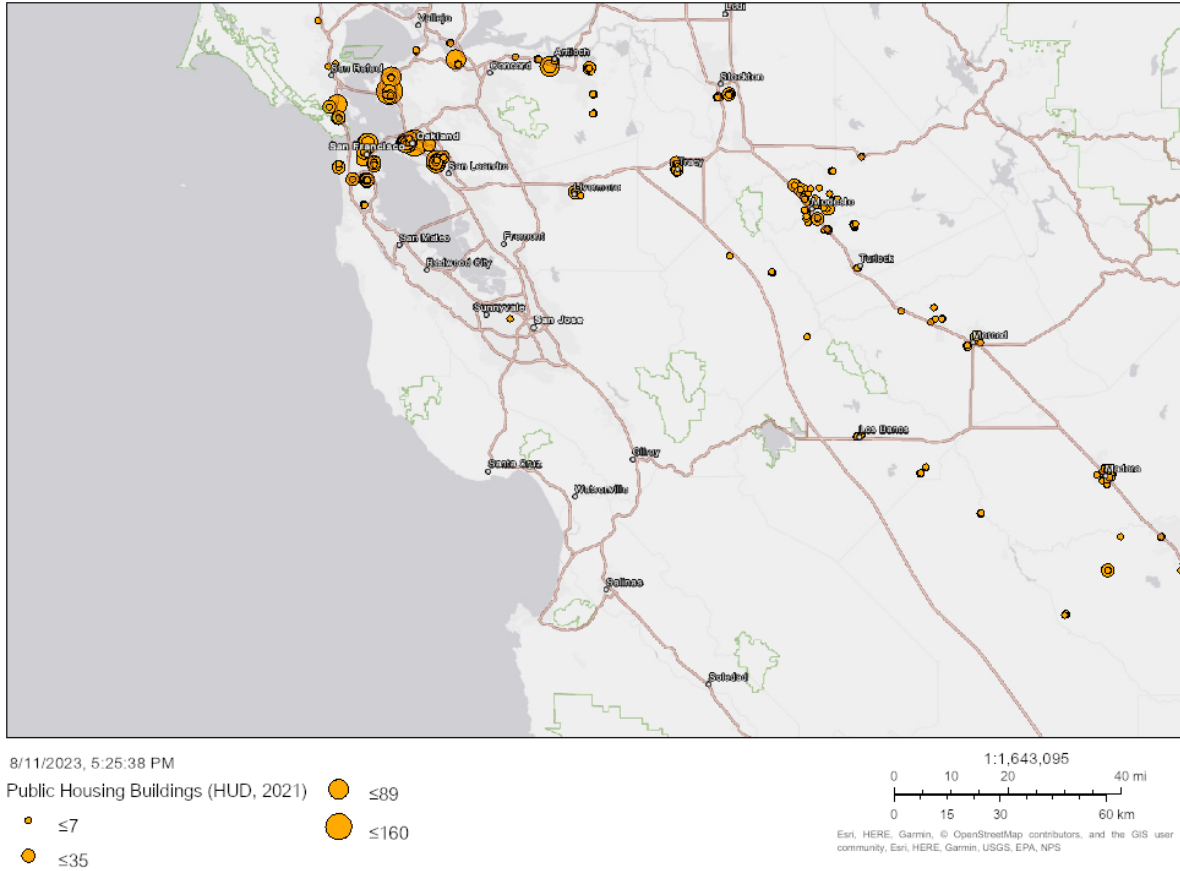 Lodi
Vallejo
Antioch
San Rafael
Concord
Stockton
Oakland
San Francisco
San Leandro
Tracy
Livermore
Modesto
San Mateo
Fremont
Redwood City
Turlock
Sunnyvale
San Jose
Merced
Los Banos
Santa Cruz
Gilroy
Madera
Watsonville
Salinas
Soledad
8/11/2023, 5:25:38 PM
Public Housing Buildings (HUD, 2021)
≤7
≤35
≤89
≤160
1:1,643,095
0 10 20 40 mi
0 15 30 60 km
Esri, HERE, Garmin, © OpenStreetMap contributors, and the GIS user
community, Esri, HERE, Garmin, USGS, EPA, NPS